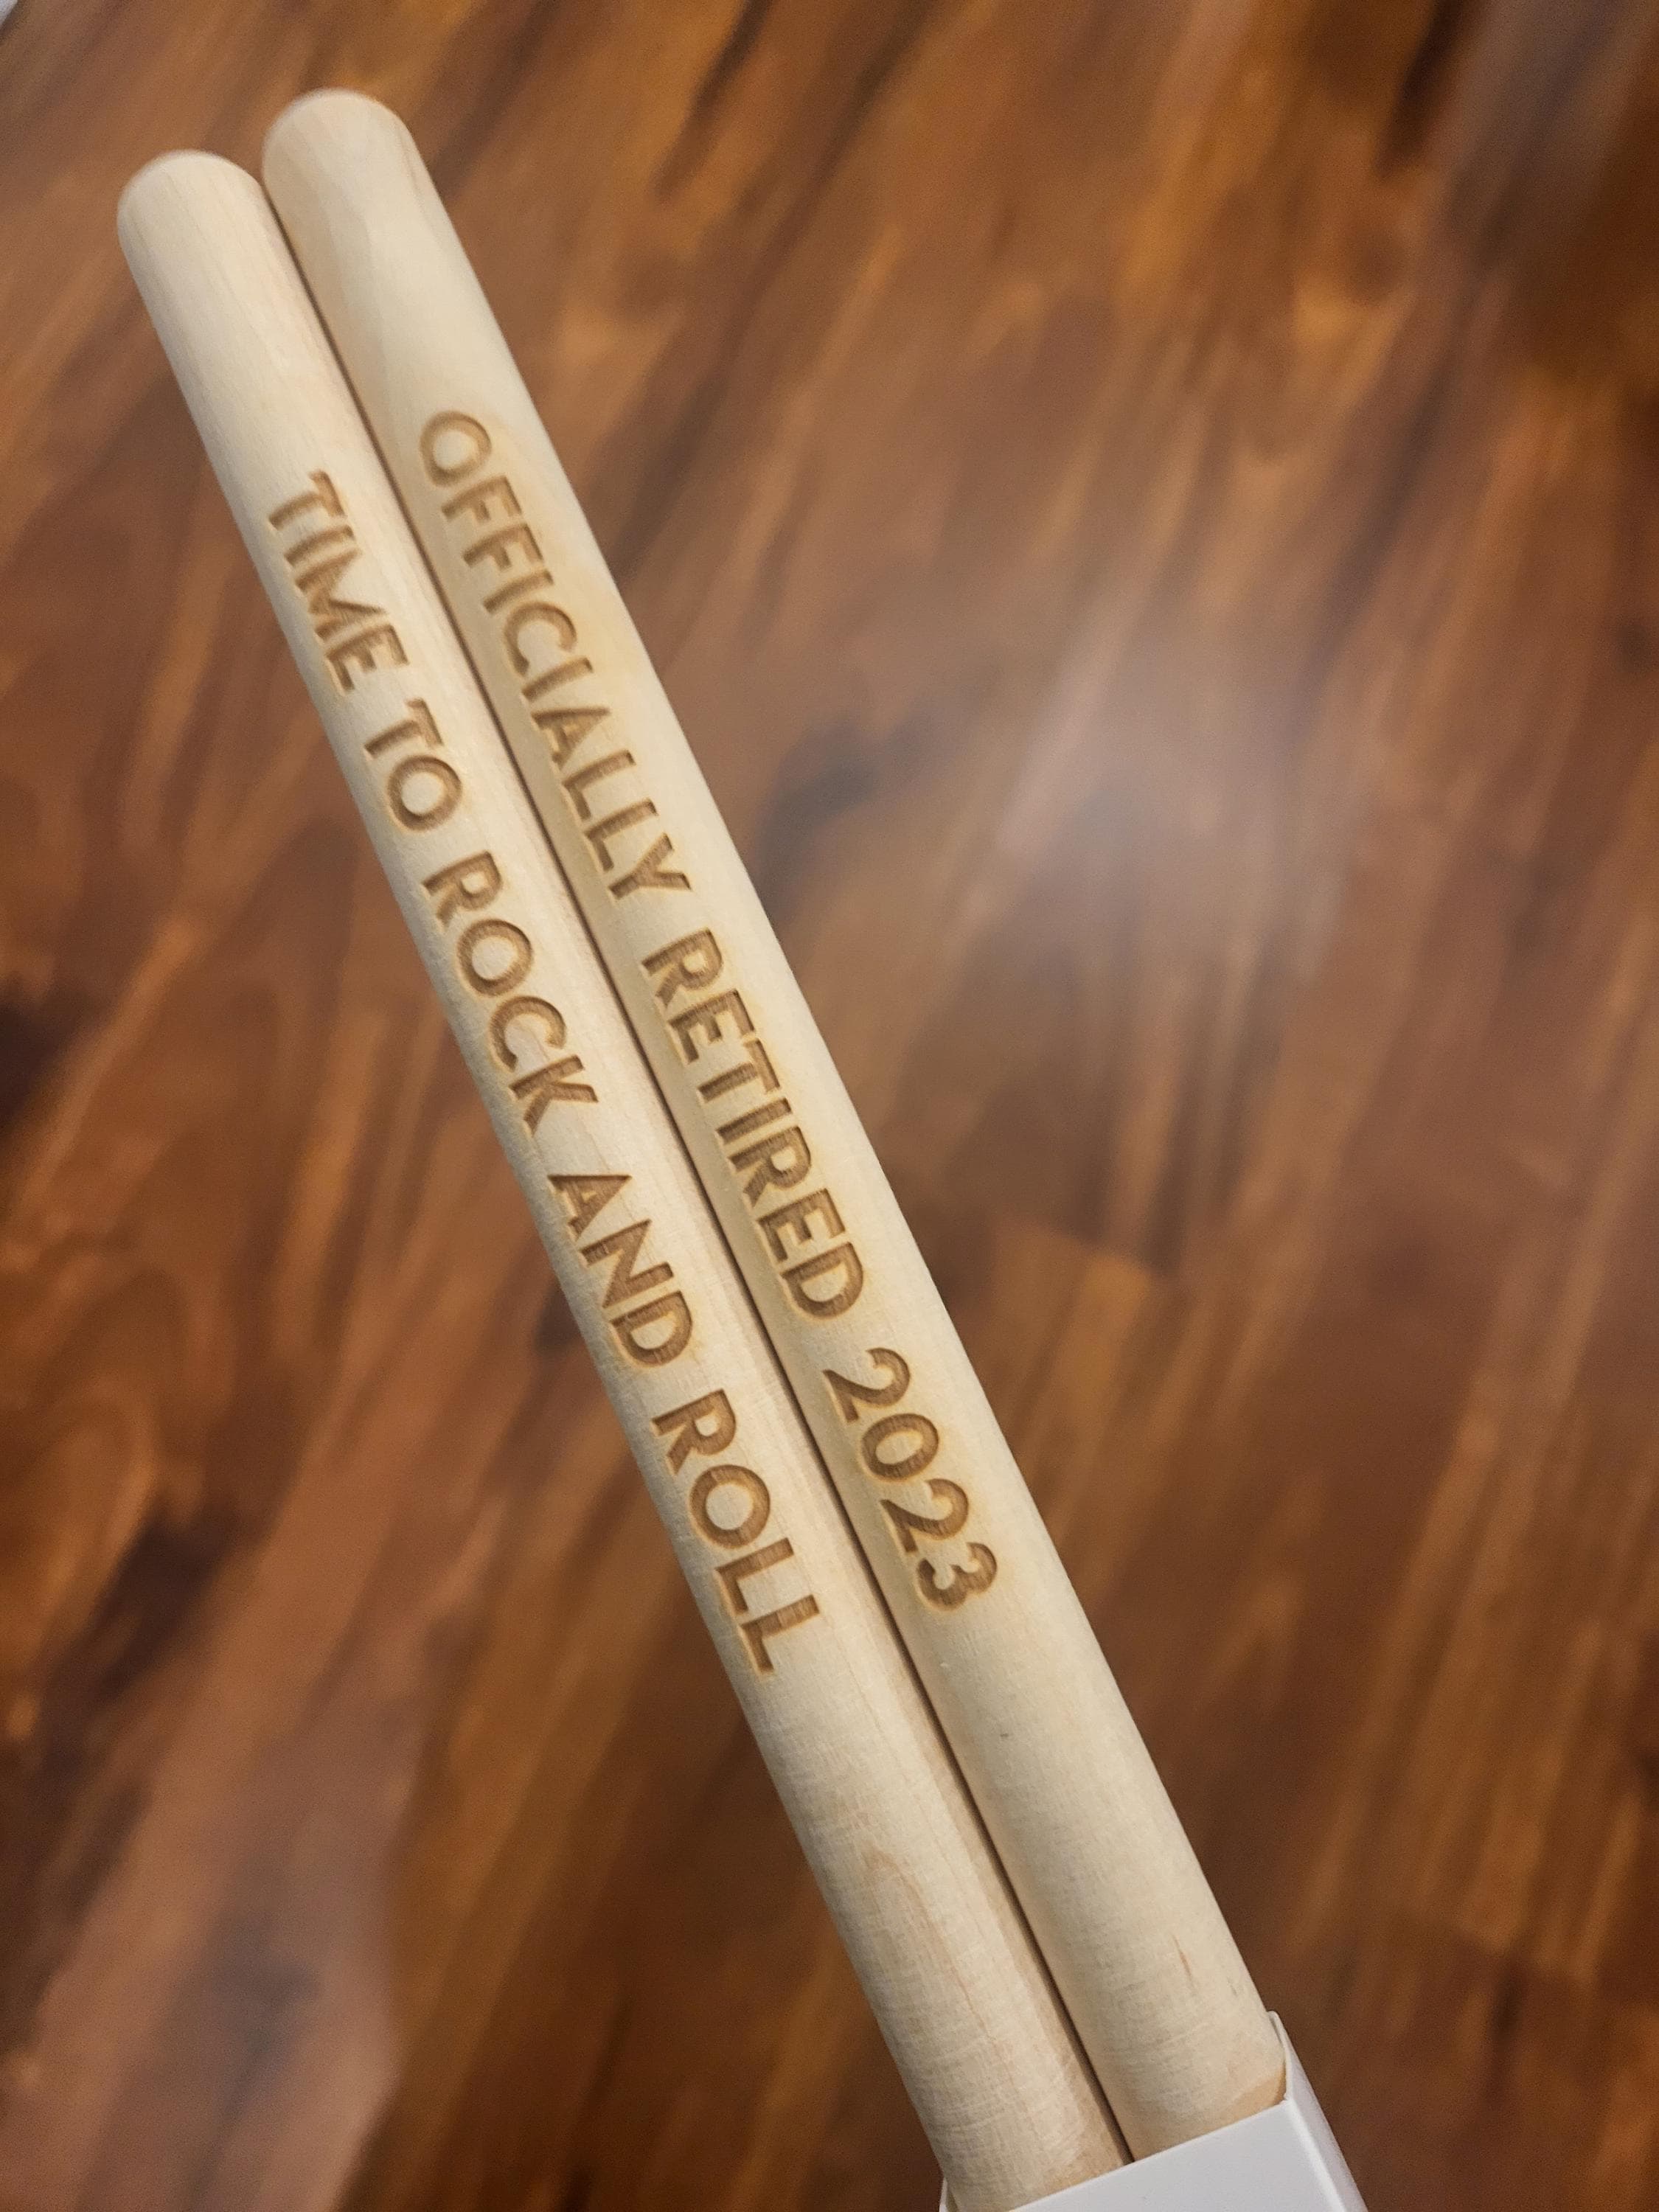 OFFICIALLY RETIRED 2023
TIME TO ROCK AND ROLL